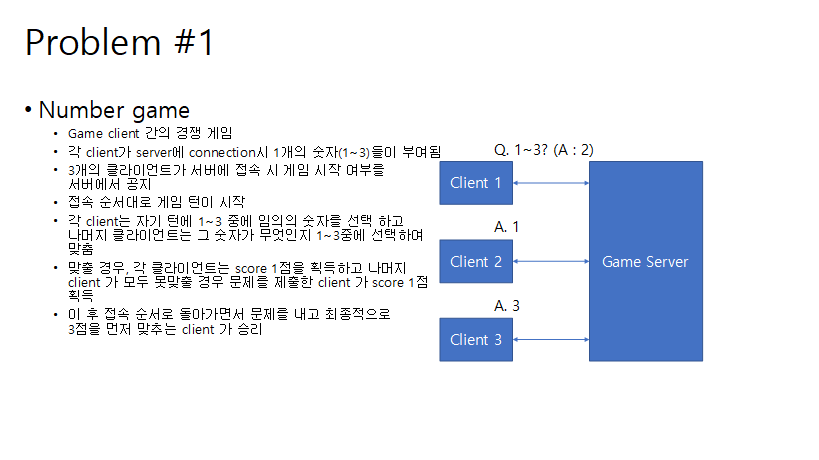 Problem #1
• Number game
• Game client 간의 경쟁 게임
• 각 client가 server에 connection시 1개의 숫자(1~3)들이 부여됨
• 3개의 클라이언트가 서버에 접속 시 게임 시작 여부를
서버에서 공지
• 접속 순서대로 게임 턴이 시작
• 각 client는 자기 턴에 1~3 중에 임의의 숫자를 선택 하고
나머지 클라이언트는 그 숫자가 무엇인지 1~3중에 선택하여
맞춤
• 맞출 경우, 각 클라이언트는 score 1점을 획득하고 나머지
client 가 모두 못맞출 경우 문제를 제출한 client 가 score 1점
획득
• 이 후 접속 순서로 돌아가면서 문제를 내고 최종적으로
3점을 먼저 맞추는 client 가 승리
Q. 1~3? (A : 2)
Client 1
A. 1
Client 2
Game Server
A. 3
Client 3